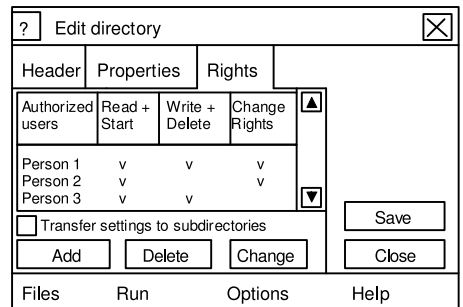 ? Edit directory
Header Properties Rights
Authorized users Read + Start Write + Delete Change Rights
Person 1 v v v
Person 2 v v
Person 3 v v
Transfer settings to subdirectories
Save
Add Delete Change Close
Files Run Options Help